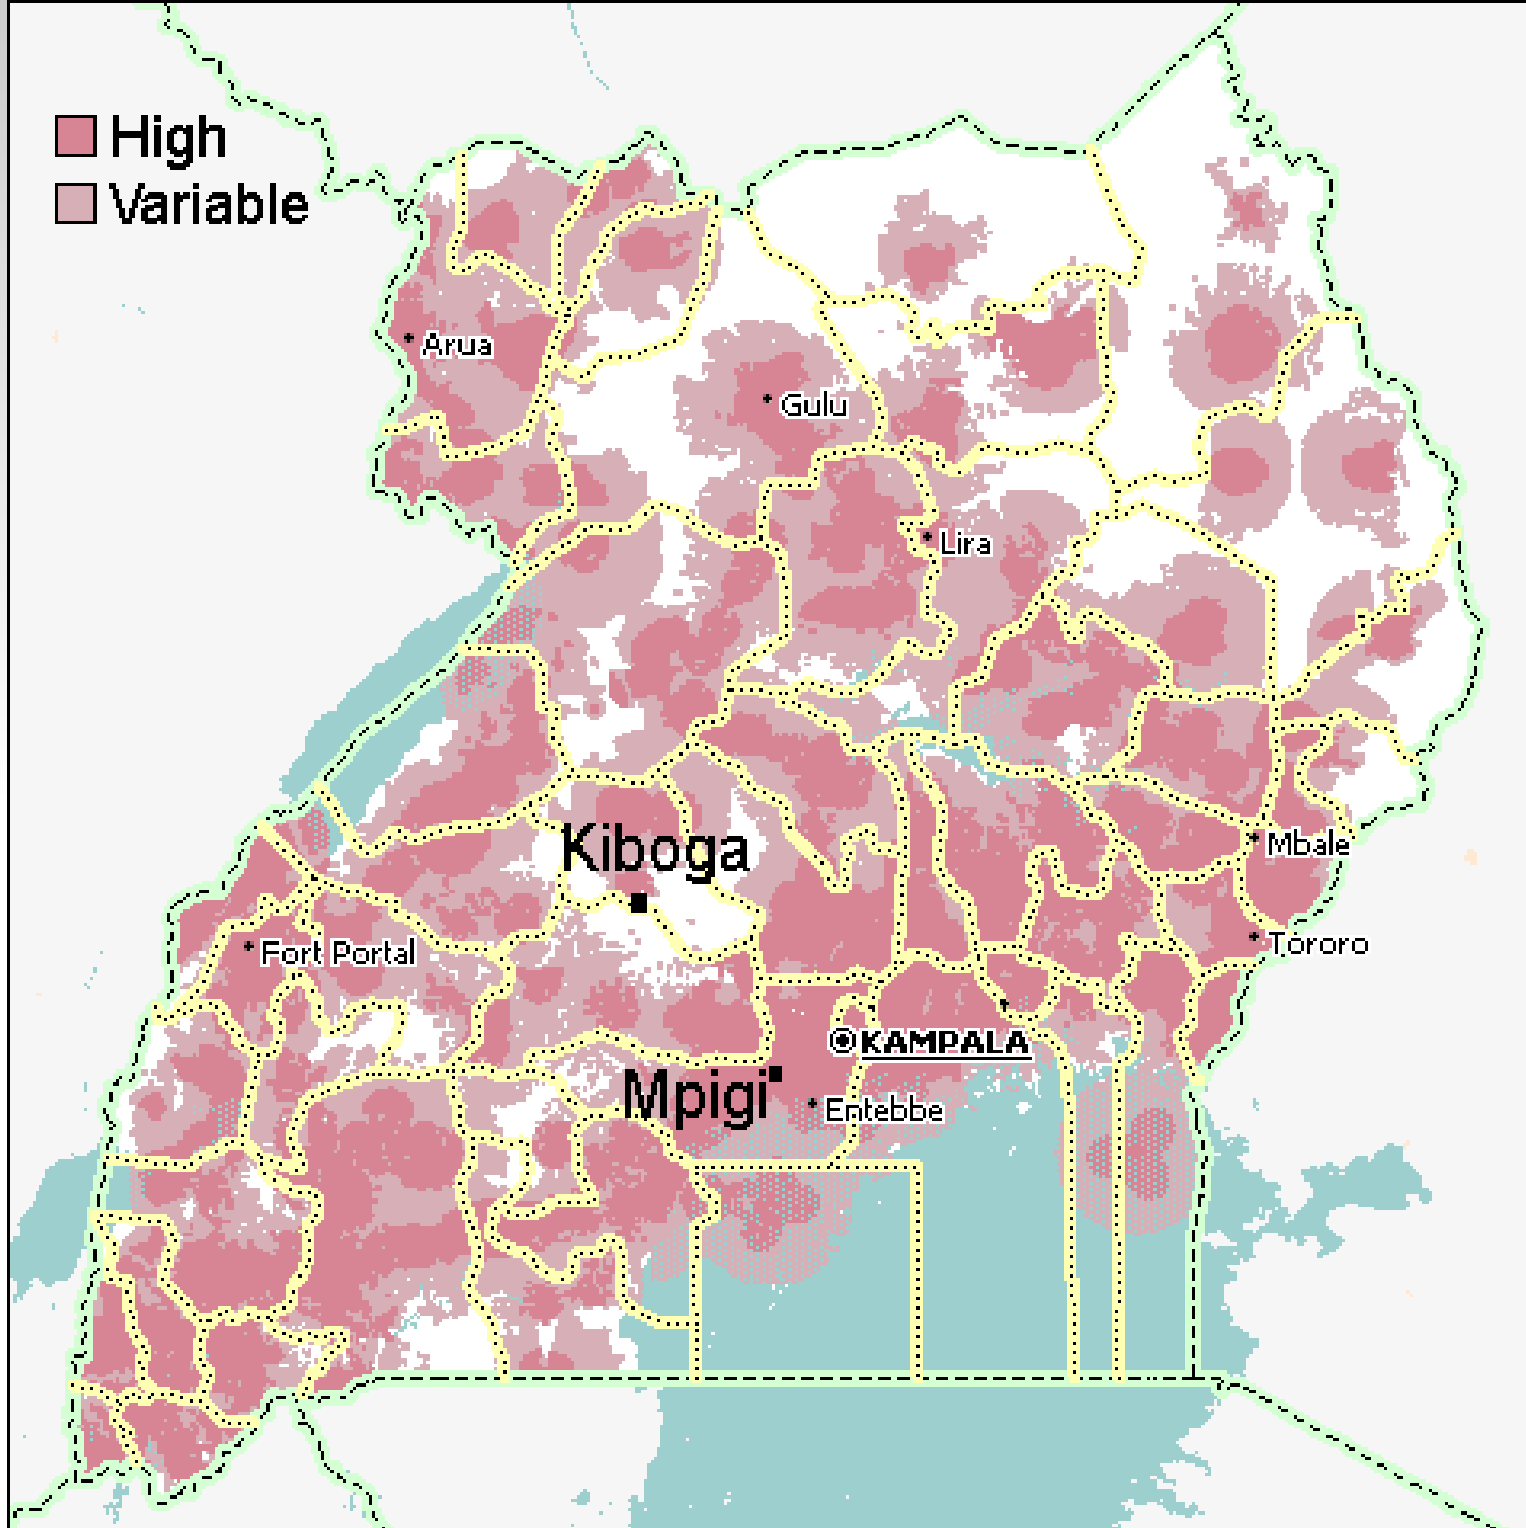 High
Variable
Arua
Gulu
Lira
Kiboga
Mbale
Fort Portal
Tororo
KAMPALA
Mpigi
Entebbe